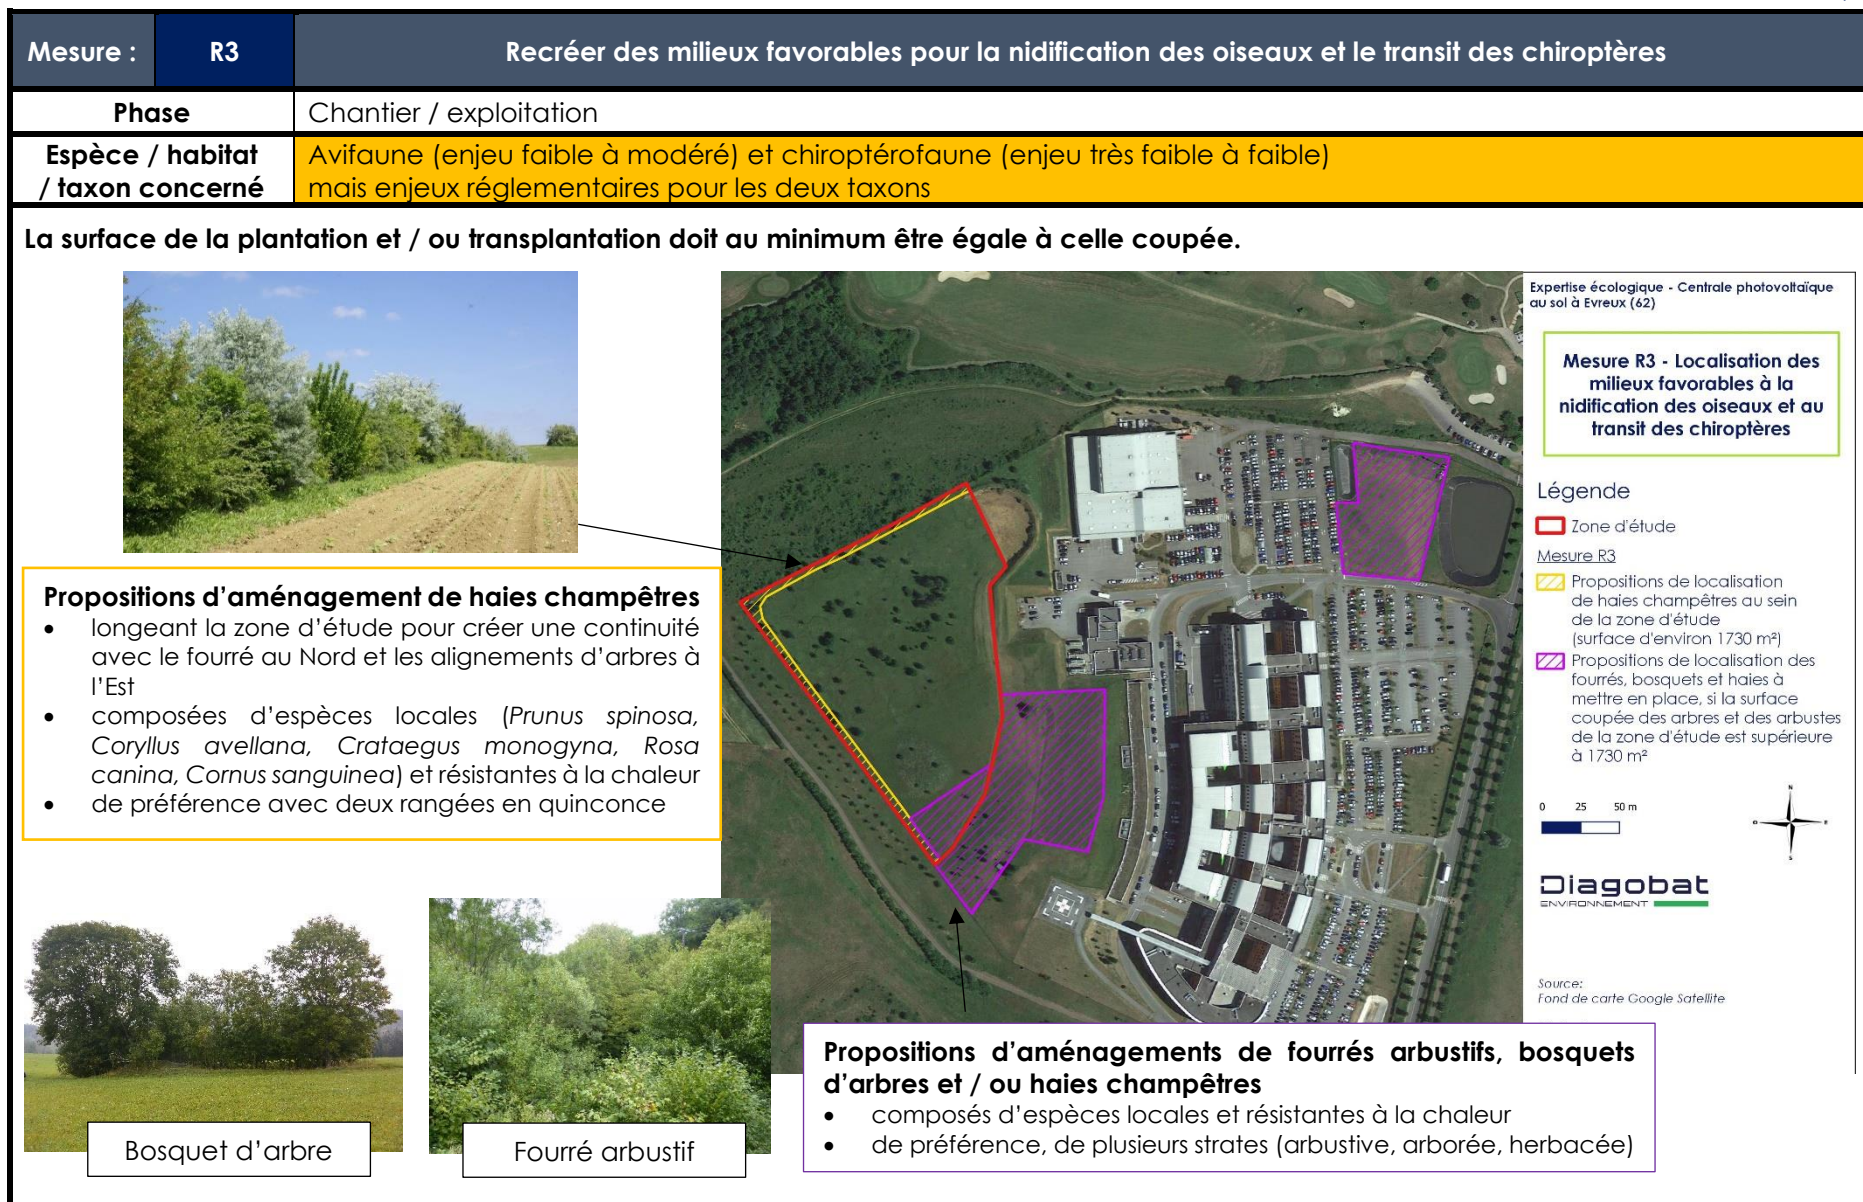 Mesure :
R3
Recréer des milieux favorables pour la nidification des oiseaux et le transit des chiroptères
Phase
Chantier / exploitation
Espèce / habitat
/ taxon concerné
Avifaune (enjeu faible à modéré) et chiroptérofaune (enjeu très faible à faible)
mais enjeux réglementaires pour les deux taxons
La surface de la plantation et / ou transplantation doit au minimum être égale à celle coupée.
Propositions d'aménagement de haies champêtres
• longeant la zone d'étude pour créer une continuité
avec le fourré au Nord et les alignements d'arbres à
l'Est
• composées d'espèces locales (Prunus spinosa,
Coryllus avellana, Crataegus monogyna, Rosa
canina, Cornus sanguinea) et résistantes à la chaleur
• de préférence avec deux rangées en quinconce
Expertise écologique - Centrale photovoltaïque
au sol à Evreux (62)
Mesure R3 - Localisation des
milieux favorables à la
nidification des oiseaux et au
transit des chiroptères
Légende
Zone d'étude
Mesure R3
Propositions de localisation
de haies champêtres au sein
de la zone d'étude
(surface d'environ 1730 m²)
Propositions de localisation des
fourrés, bosquets et haies à
mettre en place, si la surface
coupée des arbres et des arbustes
de la zone d'étude est supérieure
à 1730 m²
0 25 50 m
N
O E
S
Diagobat
ENVIRONNEMENT
Source:
Fond de carte Google Satellite
Bosquet d'arbre
Fourré arbustif
Propositions d'aménagements de fourrés arbustifs, bosquets
d'arbres et / ou haies champêtres
• composés d'espèces locales et résistantes à la chaleur
• de préférence, de plusieurs strates (arbustive, arborée, herbacée)